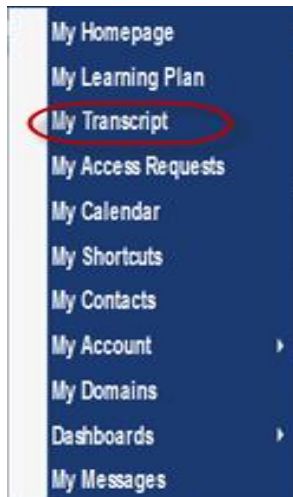 My Homepage
My Learning Plan
My Transcript
My Access Requests
My Calendar
My Shortcuts
My Contacts
My Account
My Domains
Dashboards
My Messages